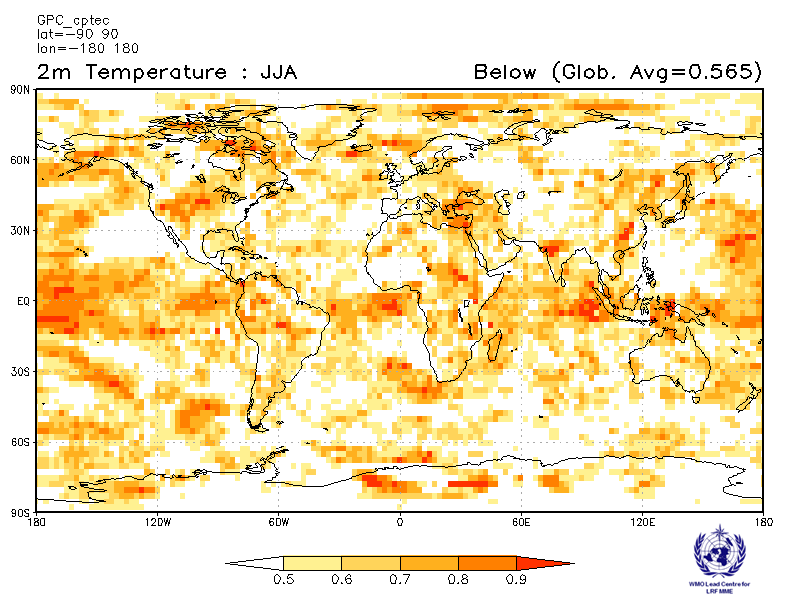 GPC_cptec
lat=−90 90
lon=−180 180
2m Temperature : JJA
Below (Glob. Avg=0.565)
90N
60N
30N
EQ
30S
60S
90S
180 120W 60W 0 60E 120E 180
0.5 0.6 0.7 0.8 0.9
WMO Lead Centre for
LRF MME